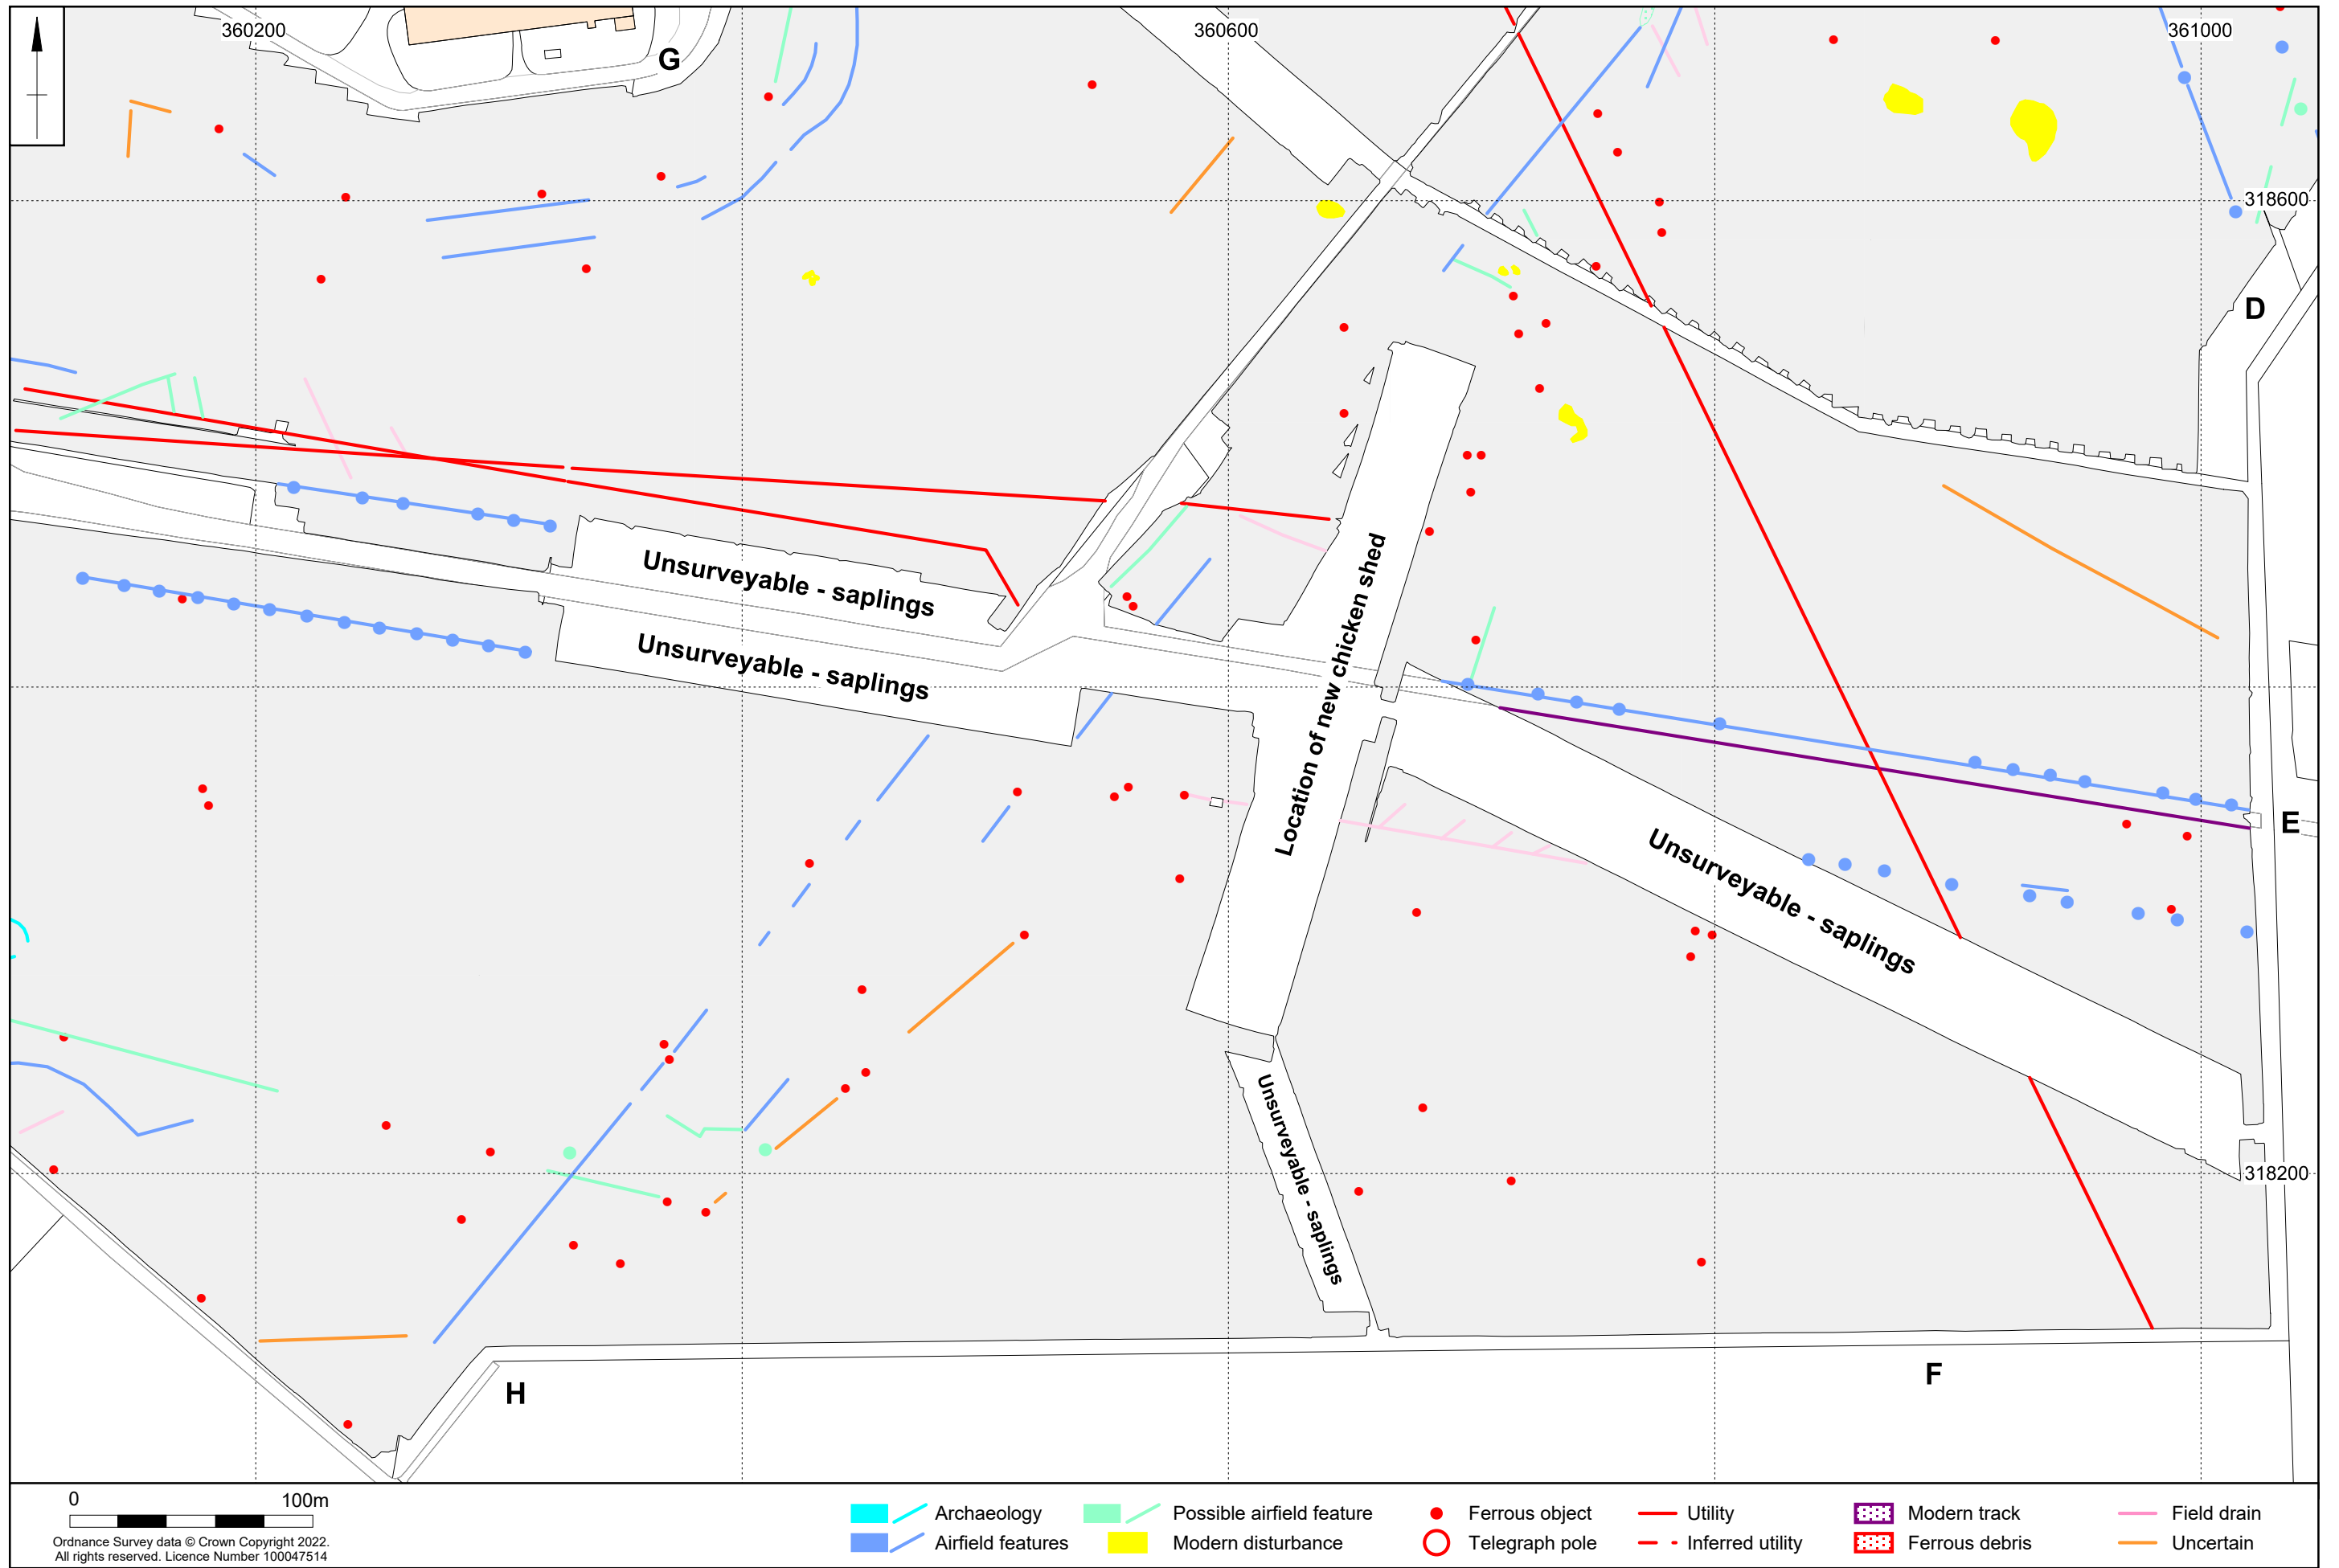 360200
360600
361000
G
318600
D
Unsurveyable - saplings
Unsurveyable - saplings
Location of new chicken shed
E
Unsurveyable - saplings
Unsurveyable - saplings
318200
F
H
0 100m
Ordnance Survey data © Crown Copyright 2022.
All rights reserved. Licence Number 100047514
Archaeology
Airfield features
Possible airfield feature
Modern disturbance
Ferrous object
Telegraph pole
Utility
Inferred utility
Modern track
Ferrous debris
Field drain
Uncertain